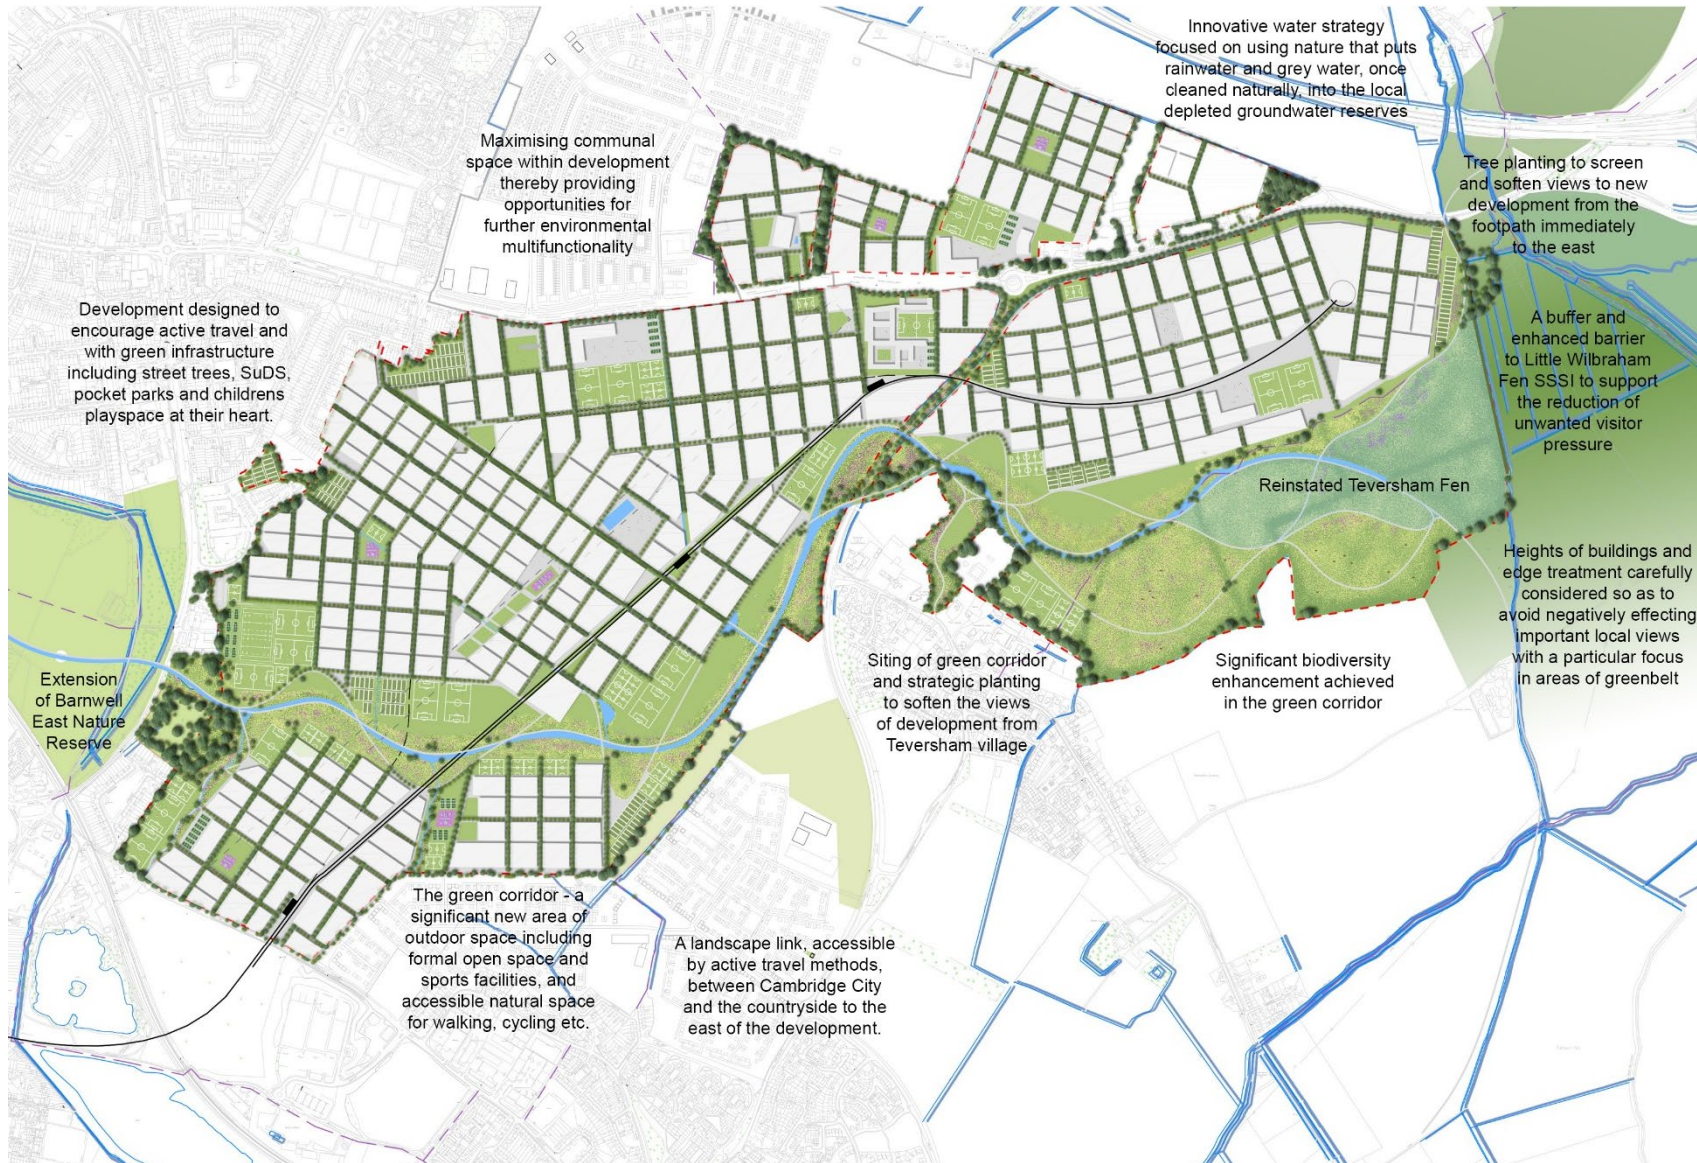 Innovative water strategy
focused on using nature that puts
rainwater and grey water, once
cleaned naturally, into the local
depleted groundwater reserves
Maximising communal
space within development
thereby providing
opportunities for
further environmental
multifunctionality
Tree planting to screen
and soften views to new
development from the
footpath immediately
to the east
Development designed to
encourage active travel and
with green infrastructure
including street trees, SuDS,
pocket parks and childrens
playspace at their heart.
A buffer and
enhanced barrier
to Little Wilbraham
Fen SSSI to support
the reduction of
unwanted visitor
pressure
Reinstated Teversham Fen
Heights of buildings and
edge treatment carefully
considered so as to
avoid negatively effecting
important local views
with a particular focus
in areas of greenbelt
Extension
of Barnwell
East Nature
Reserve
Siting of green corridor
and strategic planting
to soften the views
of development from
Teversham village
Significant biodiversity
enhancement achieved
in the green corridor
The green corridor - a
significant new area of
outdoor space including
formal open space and
sports facilities, and
accessible natural space
for walking, cycling etc.
A landscape link, accessible
by active travel methods,
between Cambridge City
and the countryside to the
east of the development.